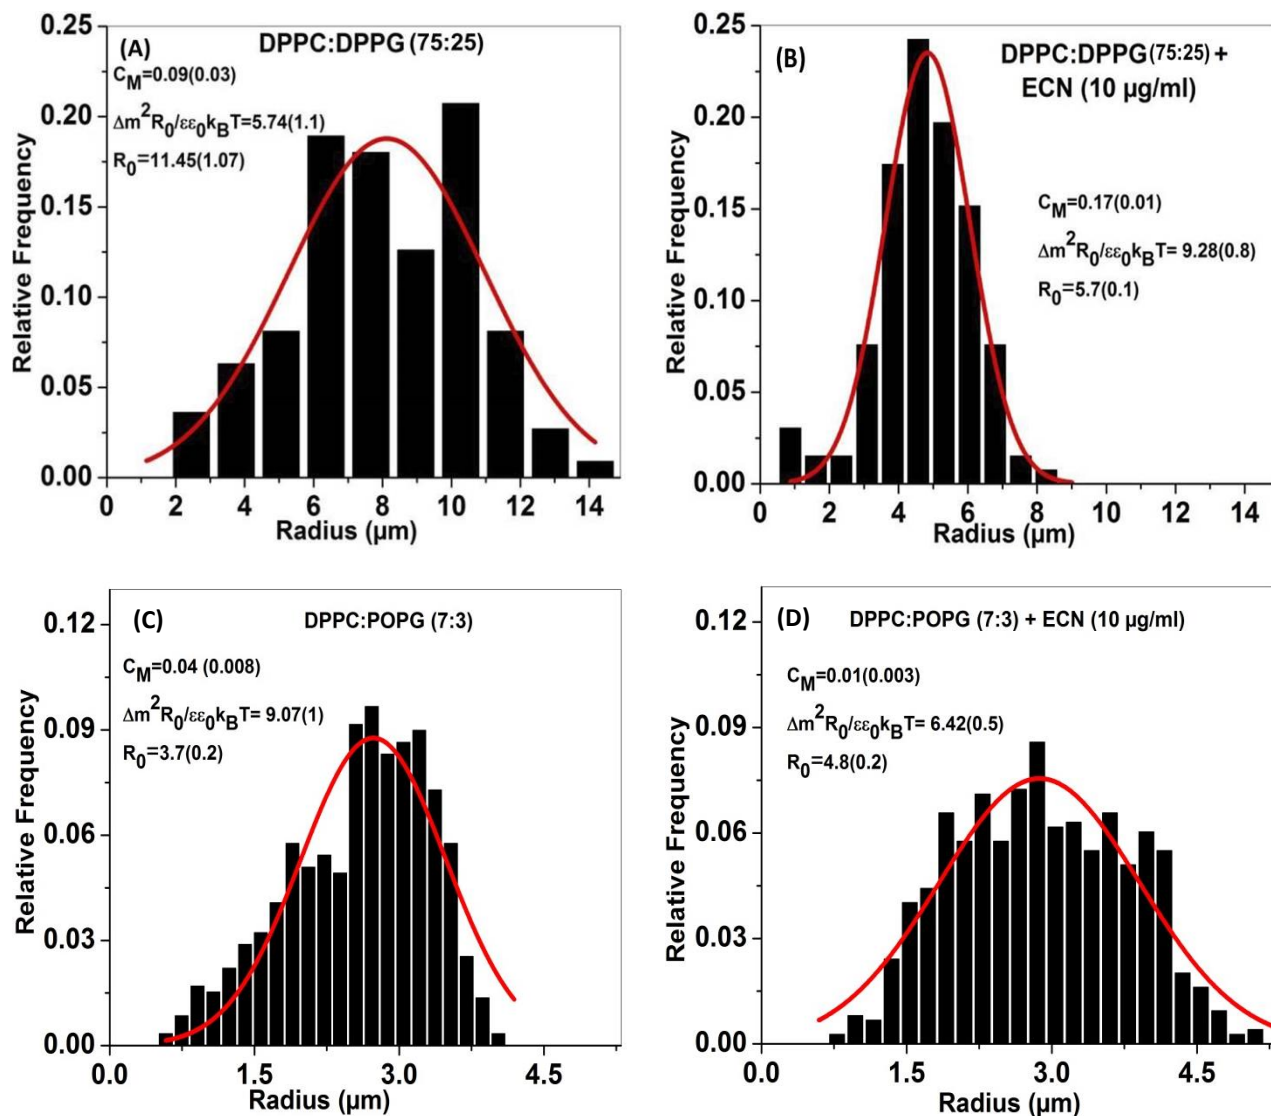 (A)
DPPC:DPPG (75:25)
C_M=0.09(0.03)
Δm²R₀/εε₀k_BT=5.74(1.1)
R₀=11.45(1.07)
0.25
0.20
0.15
0.10
0.05
0.00
Relative Frequency
0 2 4 6 8 10 12 14
Radius (μm)
(B)
DPPC:DPPG (75:25) +
ECN (10 μg/ml)
C_M=0.17(0.01)
Δm²R₀/εε₀k_BT= 9.28(0.8)
R₀=5.7(0.1)
0.25
0.20
0.15
0.10
0.05
0.00
Relative Frequency
0 2 4 6 8 10 12 14
Radius (μm)
(C)
DPPC:POPG (7:3)
C_M=0.04 (0.008)
Δm²R₀/εε₀k_BT= 9.07(1)
R₀=3.7(0.2)
0.12
0.09
0.06
0.03
0.00
Relative Frequency
0.0 1.5 3.0 4.5
Radius (μm)
(D)
DPPC:POPG (7:3) + ECN (10 μg/ml)
C_M=0.01(0.003)
Δm²R₀/εε₀k_BT= 6.42(0.5)
R₀=4.8(0.2)
0.12
0.09
0.06
0.03
0.00
Relative Frequency
0.0 1.5 3.0 4.5
Radius (μm)